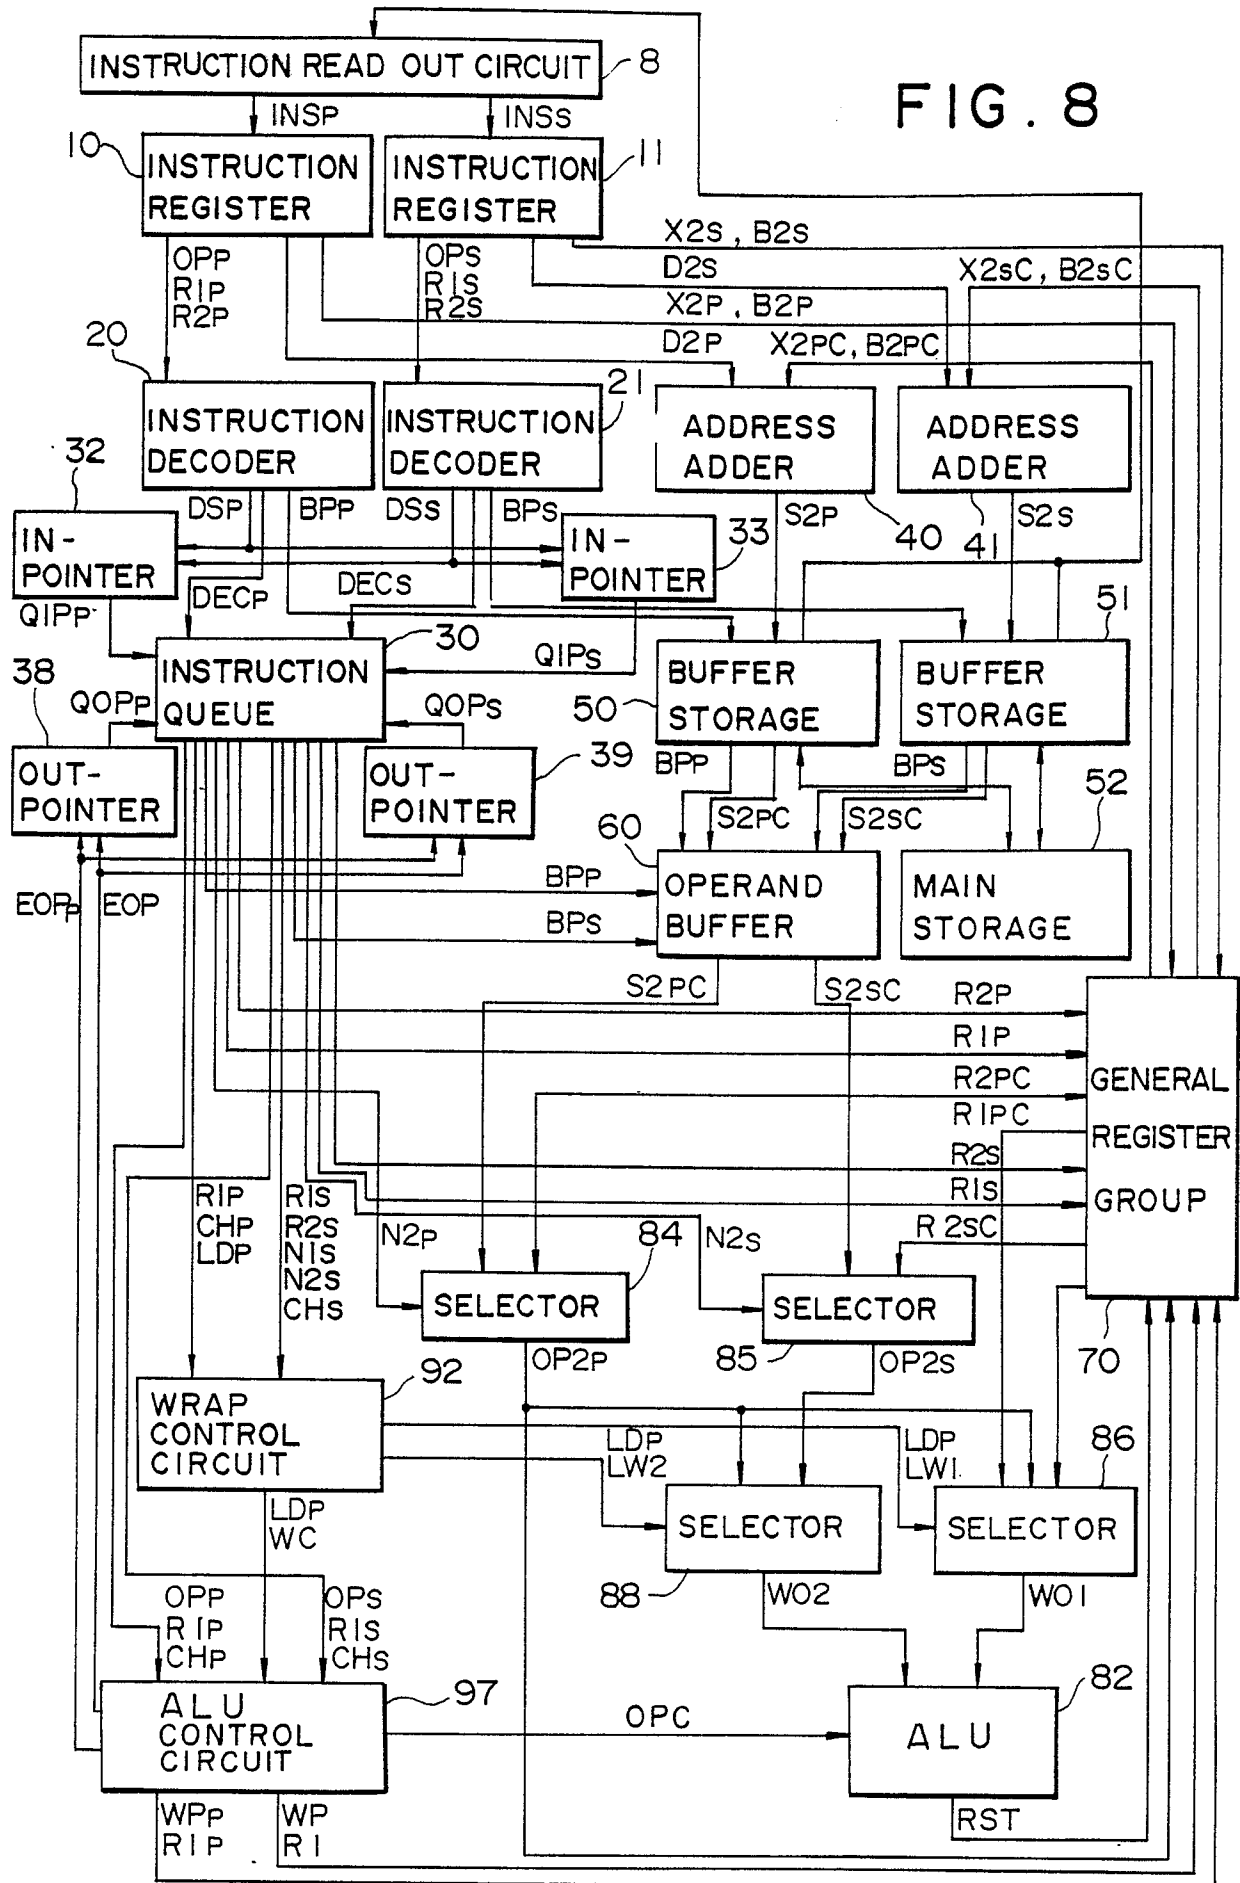 FIG. 8
INSTRUCTION READ OUT CIRCUIT
8
INSP
INSS
10
INSTRUCTION
REGISTER
INSTRUCTION
REGISTER
11
OPP
R1P
R2P
OPS
R1S
R2S
X2S, B2S
D2S
X2P, B2P
D2P
X2PC, B2PC
X2SC, B2SC
20
INSTRUCTION
DECODER
21
INSTRUCTION
DECODER
ADDRESS
ADDER
40
ADDRESS
ADDER
41
32
IN-
POINTER
DSP
BPP
DSS
BPS
IN-
POINTER
33
S2P
S2S
DECP
DECS
QIPP
QIPS
30
INSTRUCTION
QUEUE
50
BUFFER
STORAGE
51
BUFFER
STORAGE
38
QOPP
QOPS
OUT-
POINTER
OUT-
POINTER
39
BPP
S2PC
BPS
S2SC
52
MAIN
STORAGE
60
OPERAND
BUFFER
EOPP
EOP
BPP
BPS
S2PC
S2SC
R2P
R1P
R2PC
R1PC
R2S
R1S
R2SC
GENERAL
REGISTER
GROUP
70
R1P
CHP
LDP
R1S
R2S
N1S
N2S
CHS
N2P
84
SELECTOR
N2S
SELECTOR
85
OP2P
OP2S
92
WRAP
CONTROL
CIRCUIT
LDP
LW2
LDP
LW1
86
SELECTOR
88
SELECTOR
LDP
WC
WO2
WO1
OPP
R1P
CHP
OPS
R1S
CHS
97
ALU
CONTROL
CIRCUIT
OPC
82
ALU
WPP
R1P
WP
R1
RST